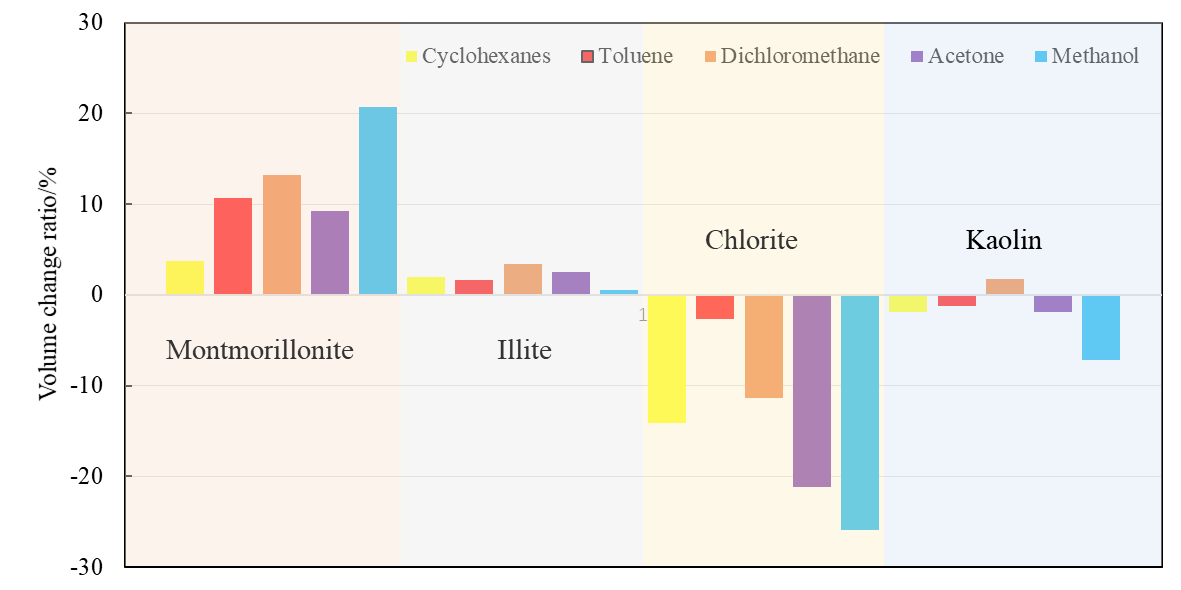 30
Cyclohexanes Toluene Dichloromethane Acetone Methanol
20
10
Chlorite Kaolin
0
1
Montmorillonite Illite
-10
-20
-30
Volume change ratio/%